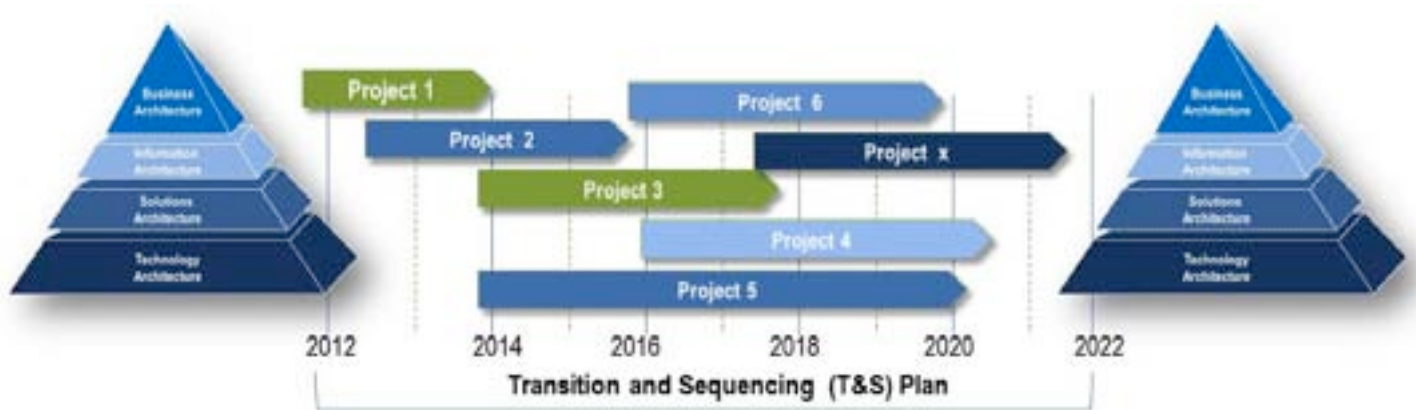 Business
Architecture
Information
Architecture
Solutions
Architecture
Technology
Architecture
Project 1
Project 6
Project 2
Project x
Project 3
Project 4
Project 5
2012
2014
2016
2018
2020
2022
Transition and Sequencing (T&S) Plan
Business
Architecture
Information
Architecture
Solutions
Architecture
Technology
Architecture